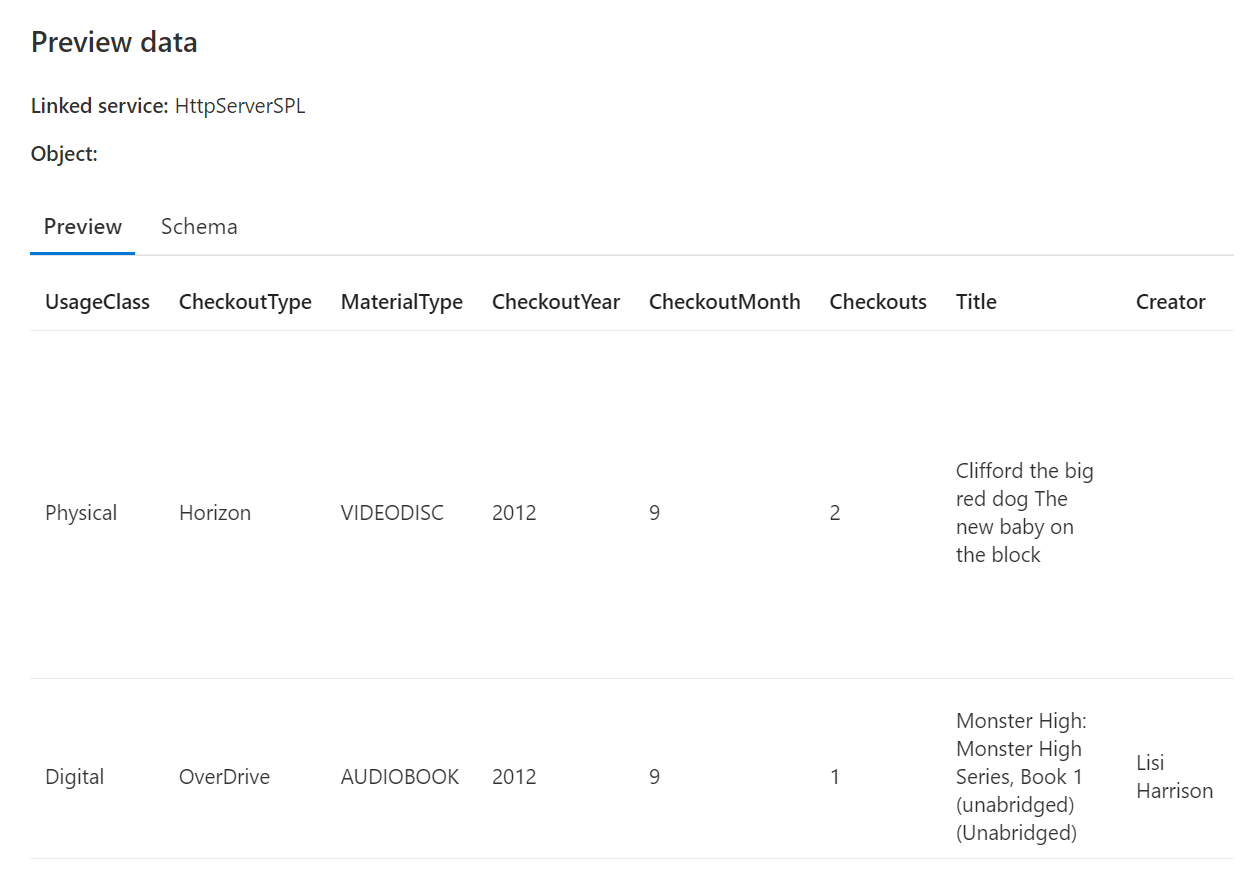 Preview data
Linked service: HttpServerSPL
Object:
Preview Schema
UsageClass CheckoutType MaterialType CheckoutYear CheckoutMonth Checkouts Title Creator
Physical Horizon VIDEODISC 2012 9 2 Clifford the big
red dog The
new baby on
the block
Digital OverDrive AUDIOBOOK 2012 9 1 Monster High:
Monster High
Series, Book 1
(unabridged)
(Unabridged)
Lisi
Harrison